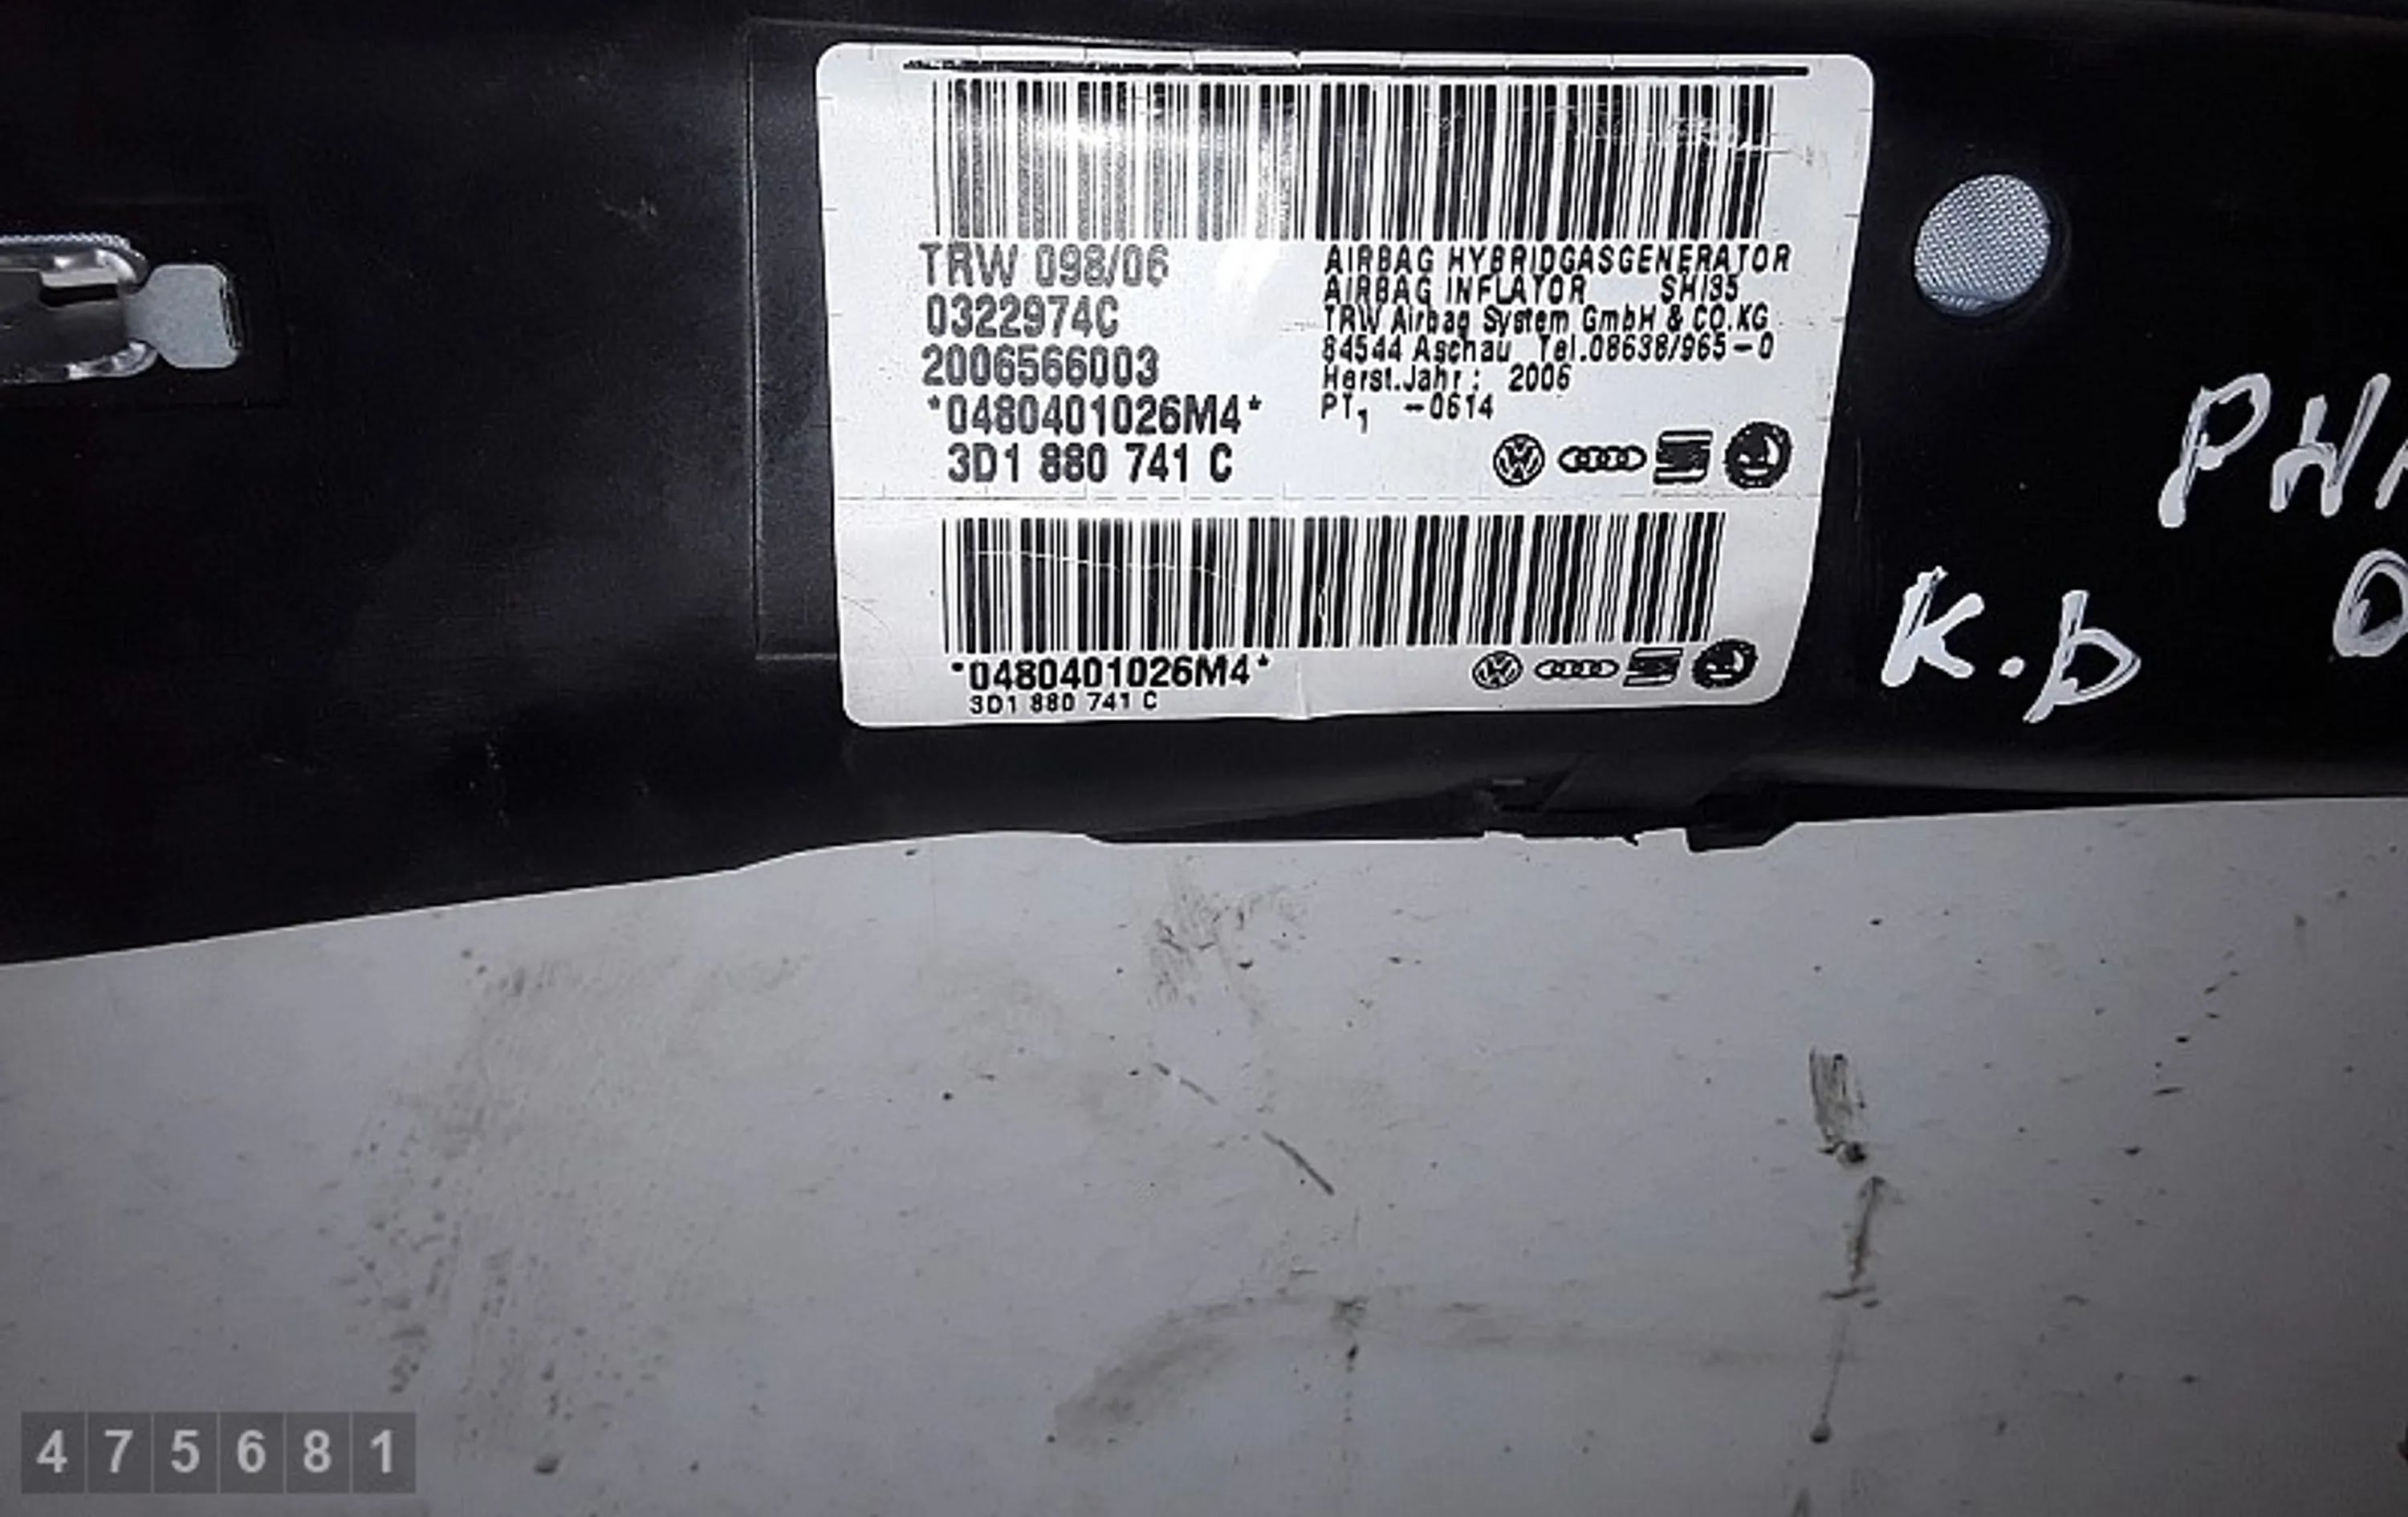 TRW 098/06
0322974C
2006566003
*0480401026M4*
3D1 880 741 C
AIRBAG HYBRIDGASGENERATOR
AIRBAG INFLATOR SHI35
TRW Airbag System GmbH & CO.KG
84544 Aschau Tel.08638/965-0
Herst.Jahr: 2006
PT1 -0614
*0480401026M4*
3D1 880 741 C
K.D
475681